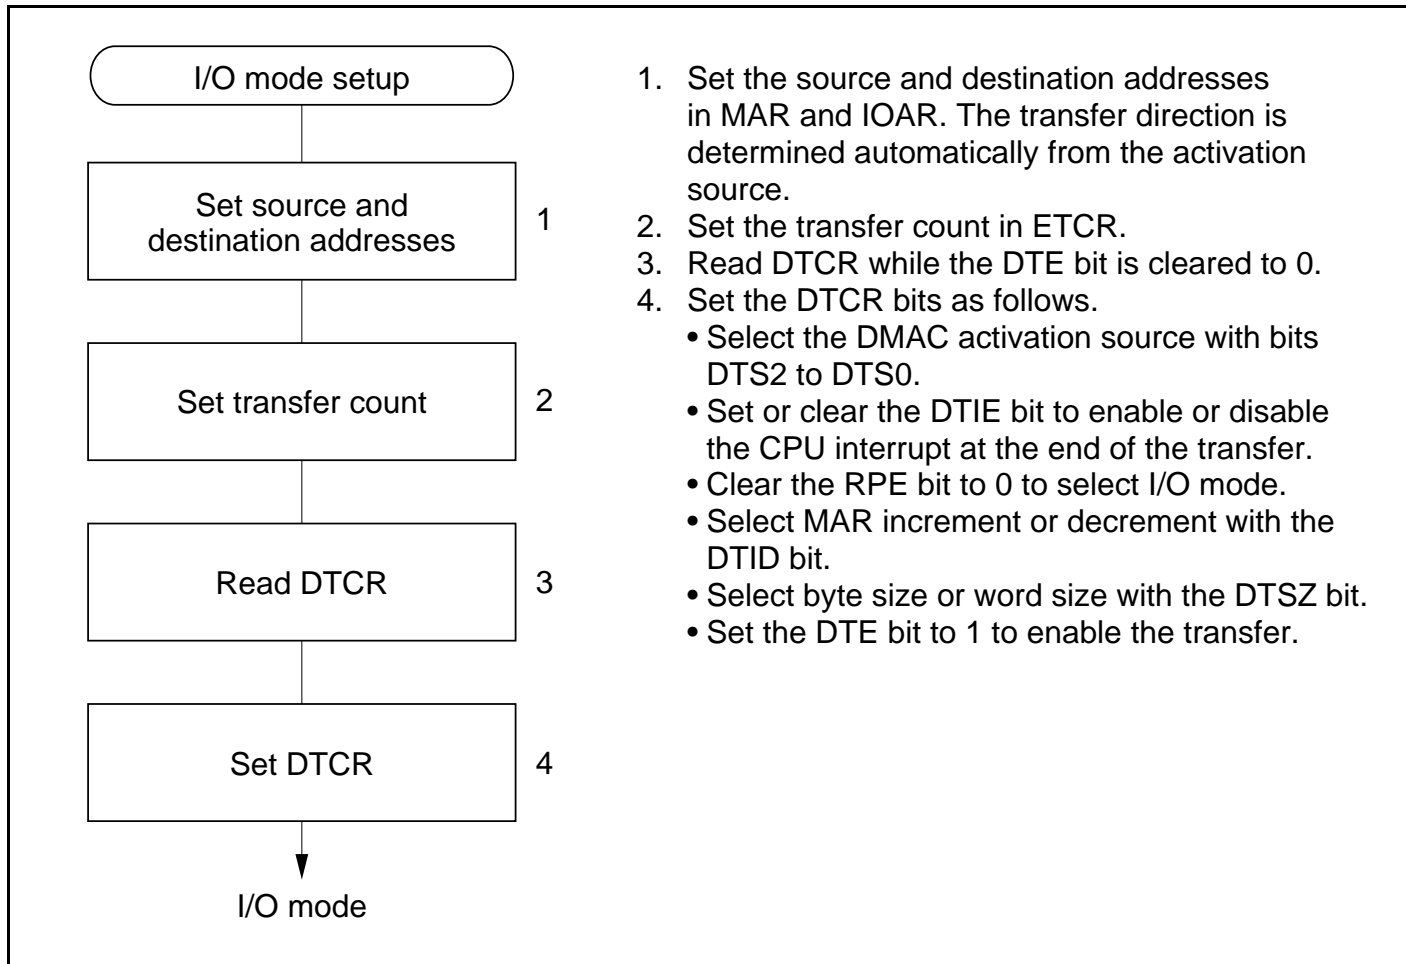 I/O mode setup
Set source and
destination addresses
1
Set transfer count
2
Read DTCR
3
Set DTCR
4
I/O mode
1. Set the source and destination addresses
in MAR and IOAR. The transfer direction is
determined automatically from the activation
source.
2. Set the transfer count in ETCR.
3. Read DTCR while the DTE bit is cleared to 0.
4. Set the DTCR bits as follows.
• Select the DMAC activation source with bits
DTS2 to DTS0.
• Set or clear the DTIE bit to enable or disable
the CPU interrupt at the end of the transfer.
• Clear the RPE bit to 0 to select I/O mode.
• Select MAR increment or decrement with the
DTID bit.
• Select byte size or word size with the DTSZ bit.
• Set the DTE bit to 1 to enable the transfer.